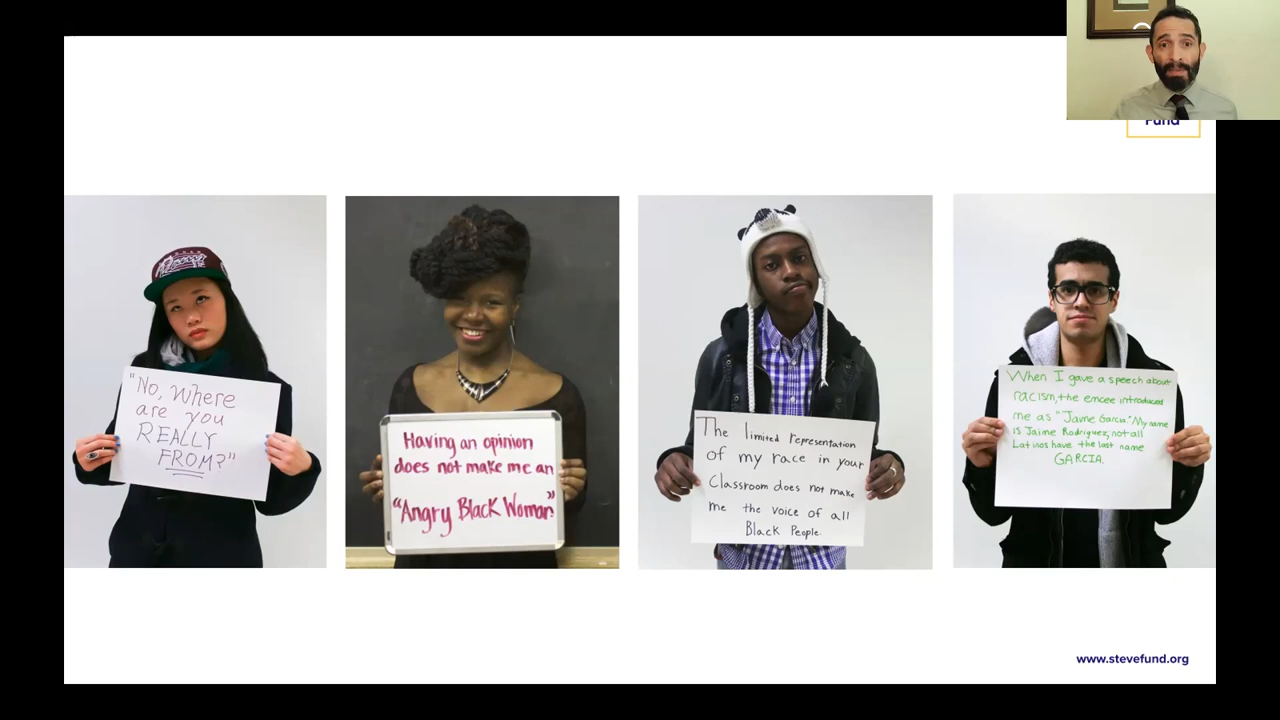 Fund
"No, Where
are you
REALLY
FROM?"
Having an opinion
does not make me an
"Angry Black Woman"
The limited representation
of my race in your
Classroom does not make
me the voice of all
Black People.
When I gave a speech about
racism, the emcee introduced
me as "Jaime Garcia." My name
is Jaime Rodriguez, not all
Latinos have the last name
GARCIA.
www.stevefund.org